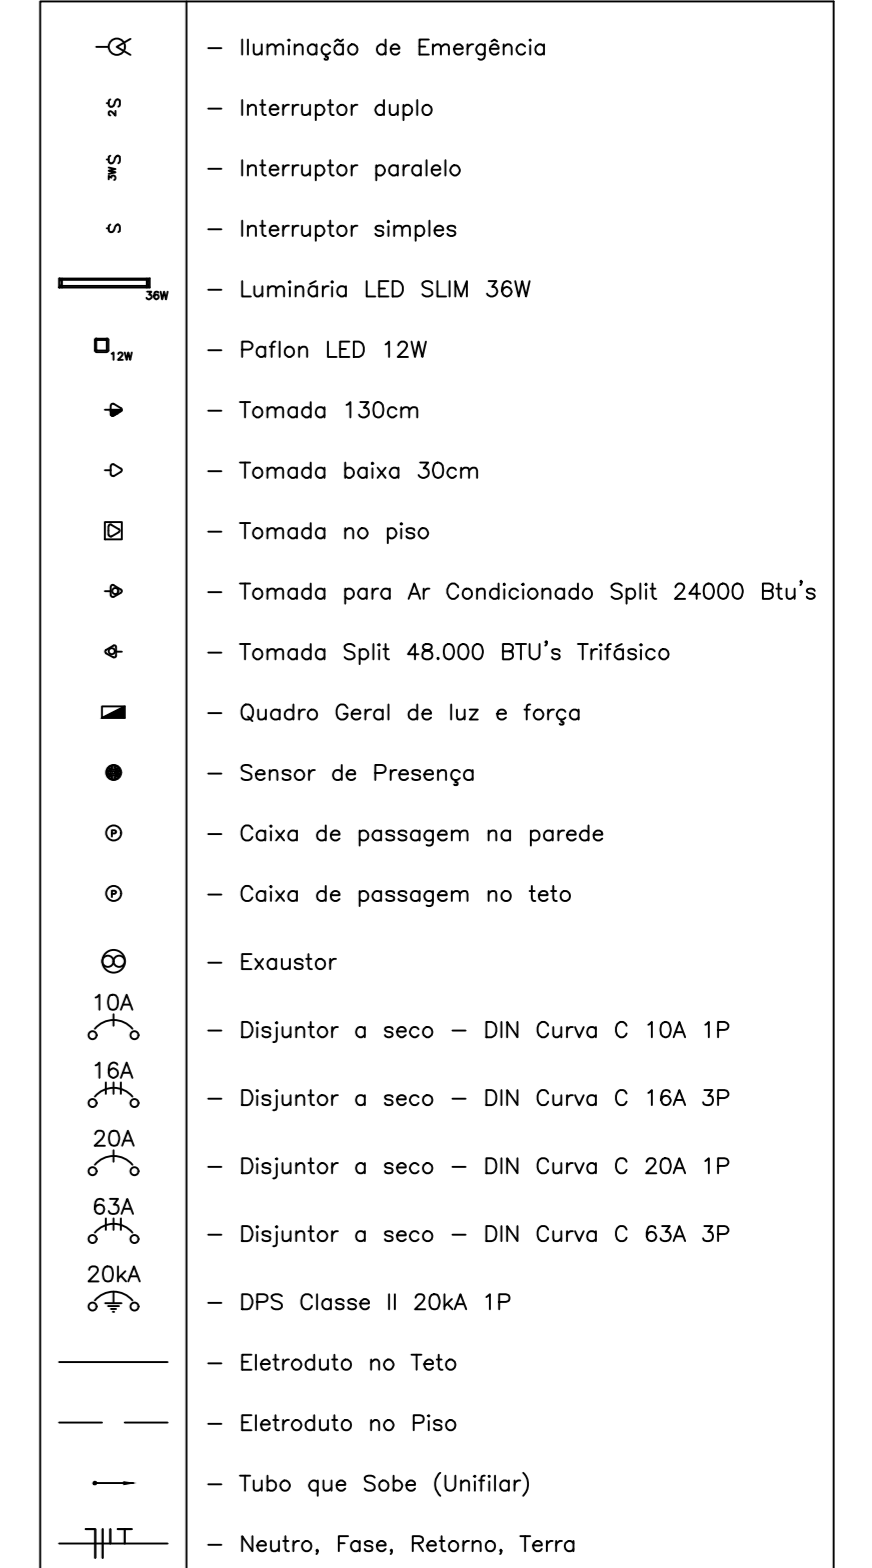 – Iluminação de Emergência
2S – Interruptor duplo
3WS – Interruptor paralelo
S – Interruptor simples
36W – Luminária LED SLIM 36W
12W – Paflon LED 12W
– Tomada 130cm
– Tomada baixa 30cm
– Tomada no piso
– Tomada para Ar Condicionado Split 24000 Btu's
– Tomada Split 48.000 BTU's Trifásico
– Quadro Geral de luz e força
– Sensor de Presença
P – Caixa de passagem na parede
P – Caixa de passagem no teto
– Exaustor
10A
– Disjuntor a seco – DIN Curva C 10A 1P
16A
– Disjuntor a seco – DIN Curva C 16A 3P
20A
– Disjuntor a seco – DIN Curva C 20A 1P
63A
– Disjuntor a seco – DIN Curva C 63A 3P
20kA
– DPS Classe II 20kA 1P
– Eletroduto no Teto
– Eletroduto no Piso
– Tubo que Sobe (Unifilar)
– Neutro, Fase, Retorno, Terra